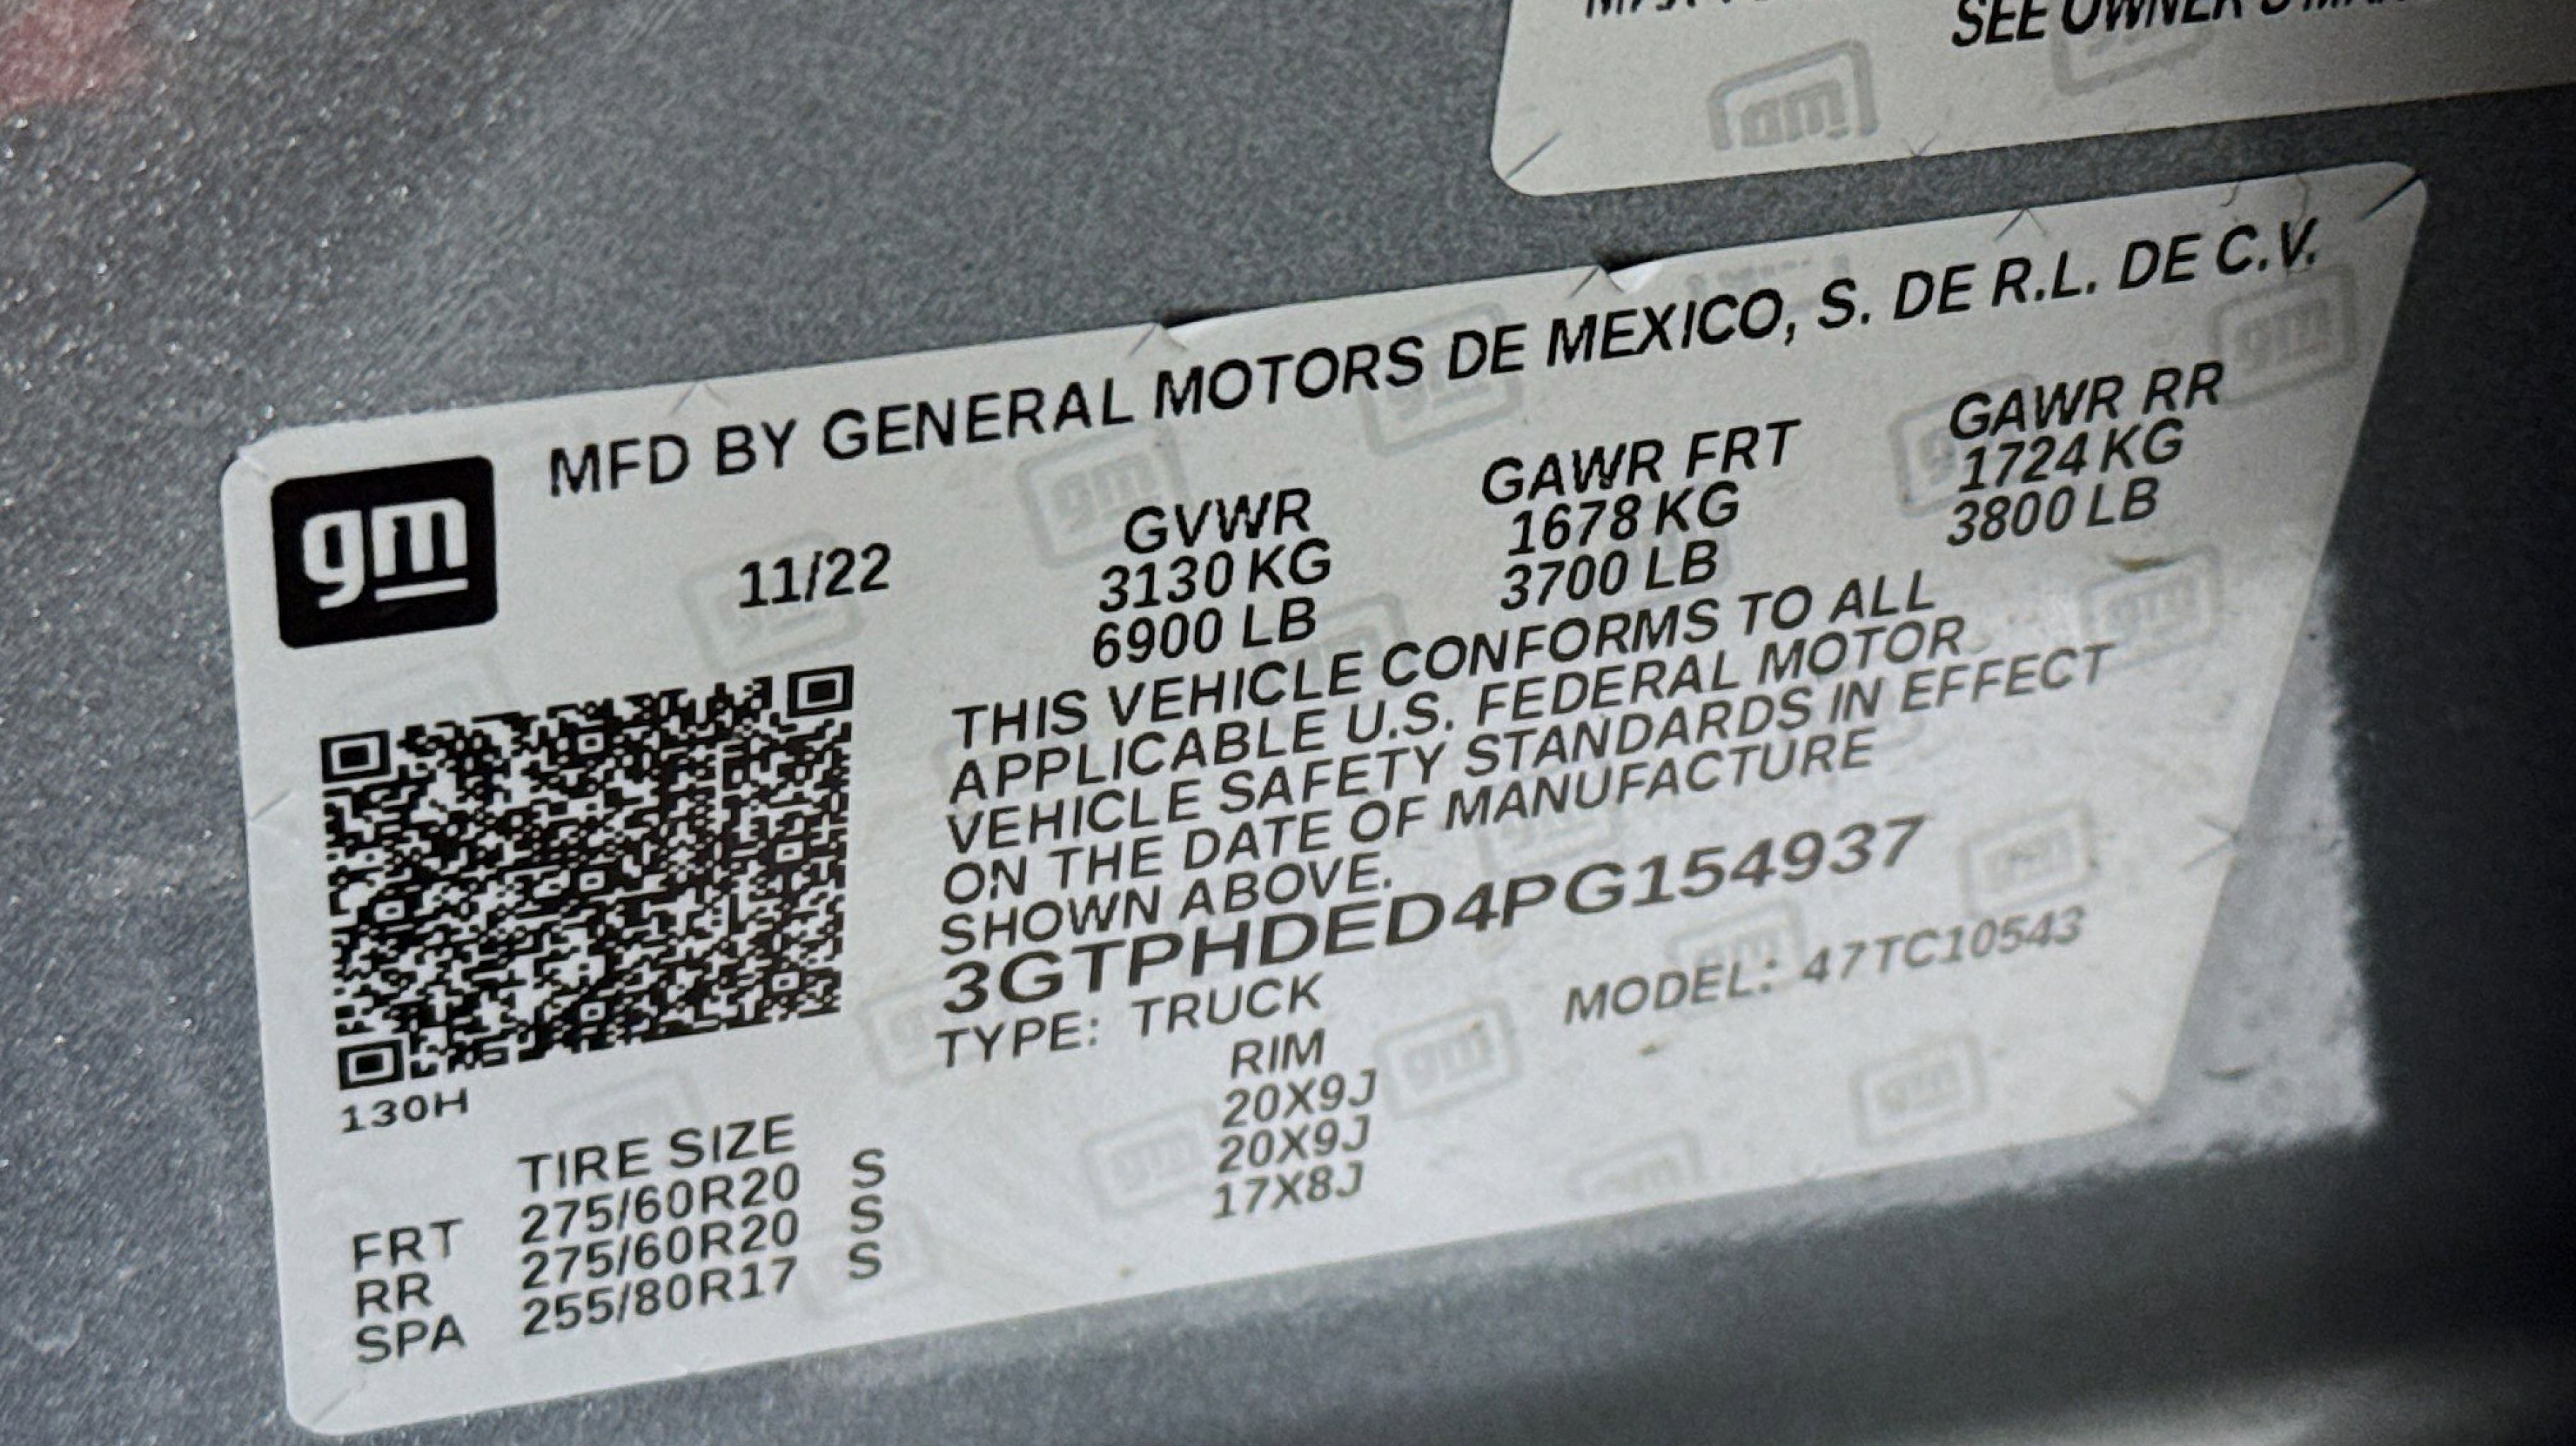 SEE OWNER'S
MFD BY GENERAL MOTORS DE MEXICO, S. DE R.L. DE C.V.
gm
11/22
GVWR GAWR FRT GAWR RR
3130 KG 1678 KG 1724 KG
6900 LB 3700 LB 3800 LB
THIS VEHICLE CONFORMS TO ALL
APPLICABLE U.S. FEDERAL MOTOR
VEHICLE SAFETY STANDARDS IN EFFECT
ON THE DATE OF MANUFACTURE
SHOWN ABOVE.
3GTPHDED4PG154937
TYPE: TRUCK MODEL: 47TC10543
130H
TIRE SIZE RIM
FRT 275/60R20 S 20X9J
RR 275/60R20 S 20X9J
SPA 255/80R17 S 17X8J